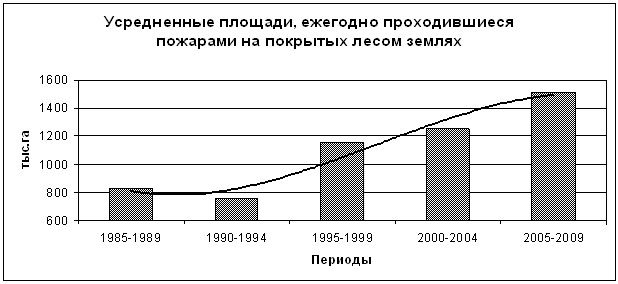 Усредненные площади, ежегодно проходившиеся
пожарами на покрытых лесом землях
тыс.га
1600
1400
1200
1000
800
600
1985-1989 1990-1994 1995-1999 2000-2004 2005-2009
Периоды